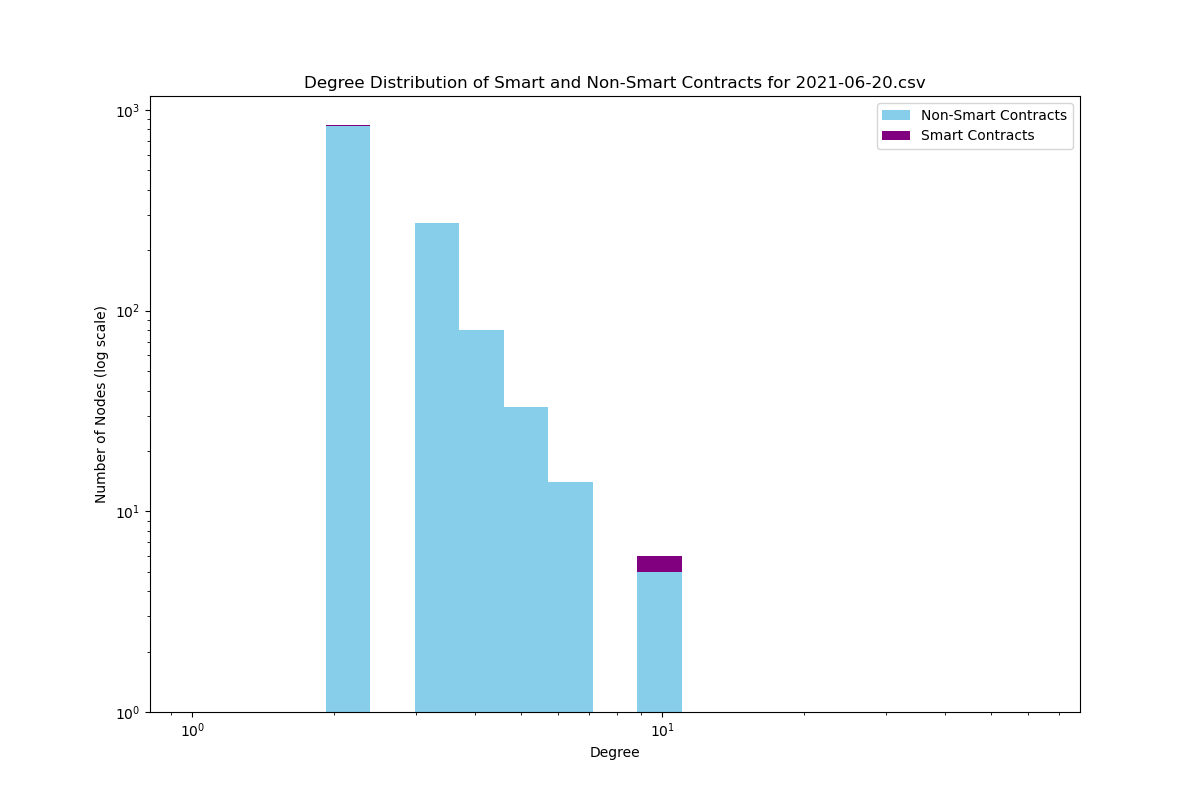 Degree Distribution of Smart and Non-Smart Contracts for 2021-06-20.csv
Non-Smart Contracts
Smart Contracts
Number of Nodes (log scale)
10³
10²
10¹
10⁰
10⁰ 10¹
Degree